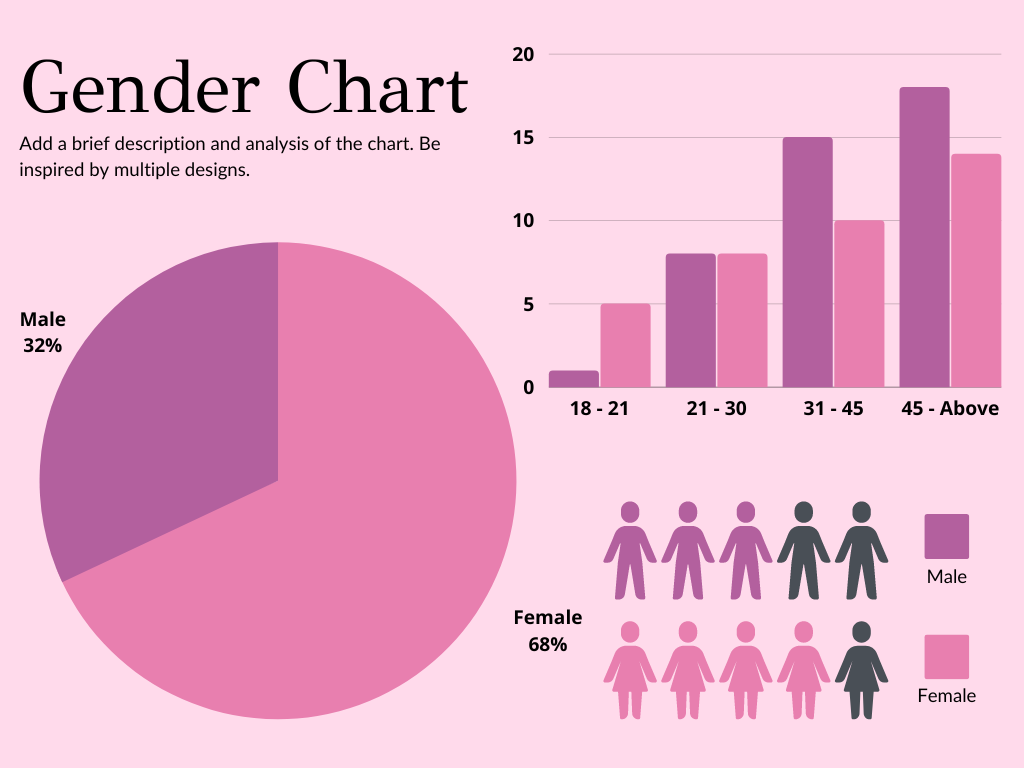 Gender Chart
Add a brief description and analysis of the chart. Be
inspired by multiple designs.
Male
32%
Female
68%
20
15
10
5
0
18 - 21
21 - 30
31 - 45
45 - Above
Male
Female